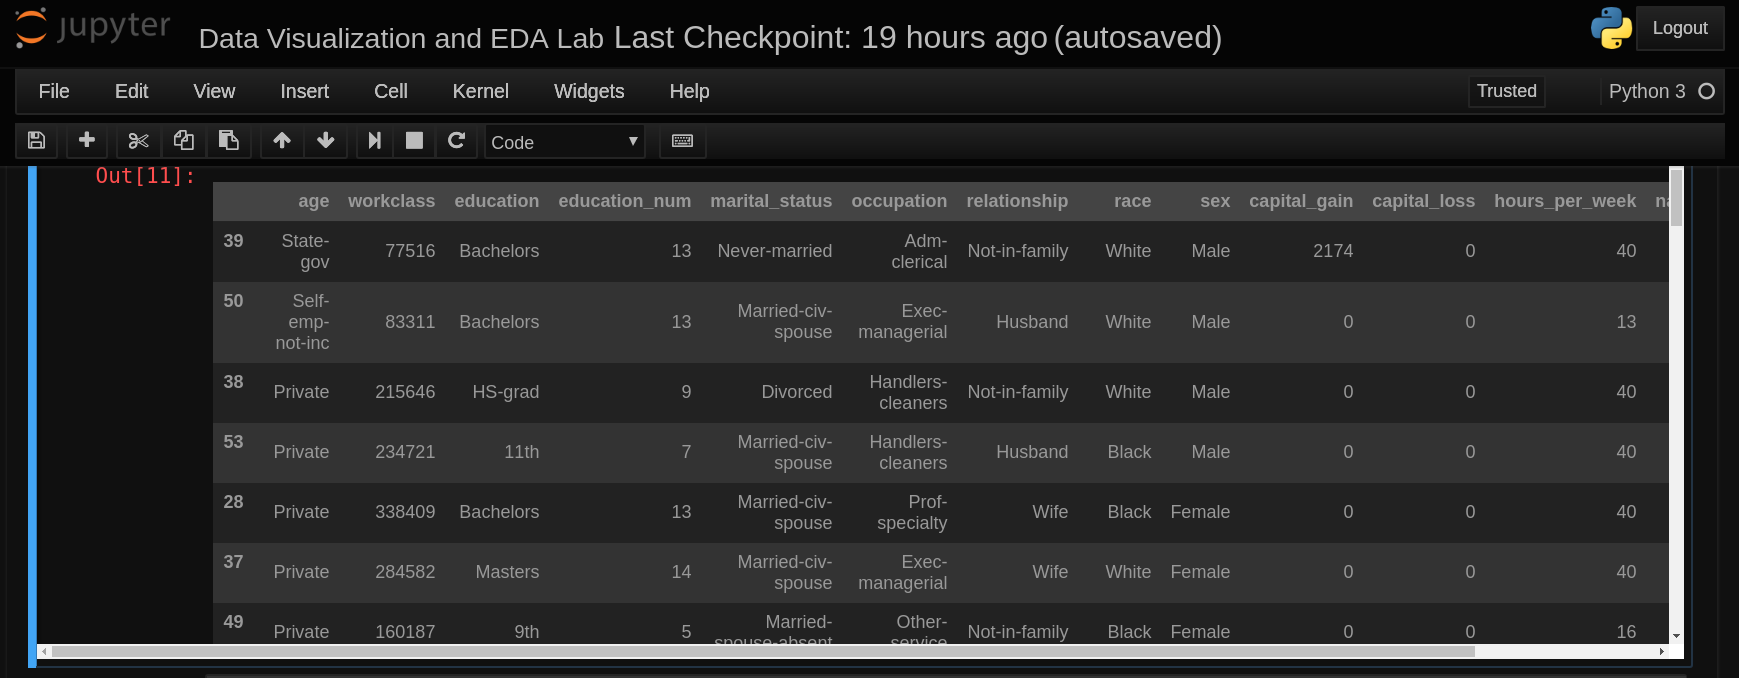 jupyter Data Visualization and EDA Lab Last Checkpoint: 19 hours ago (autosaved) Logout
File Edit View Insert Cell Kernel Widgets Help Trusted Python 3
Code
Out[11]:
age workclass education education_num marital_status occupation relationship race sex capital_gain capital_loss hours_per_week
39 State-gov 77516 Bachelors 13 Never-married Adm-clerical Not-in-family White Male 2174 0 40
50 Self-emp-not-inc 83311 Bachelors 13 Married-civ-spouse Exec-managerial Husband White Male 0 0 13
38 Private 215646 HS-grad 9 Divorced Handlers-cleaners Not-in-family White Male 0 0 40
53 Private 234721 11th 7 Married-civ-spouse Handlers-cleaners Husband Black Male 0 0 40
28 Private 338409 Bachelors 13 Married-civ-spouse Prof-specialty Wife Black Female 0 0 40
37 Private 284582 Masters 14 Married-civ-spouse Exec-managerial Wife White Female 0 0 40
49 Private 160187 9th 5 Married-spouse-absent Other-service Not-in-family Black Female 0 0 16